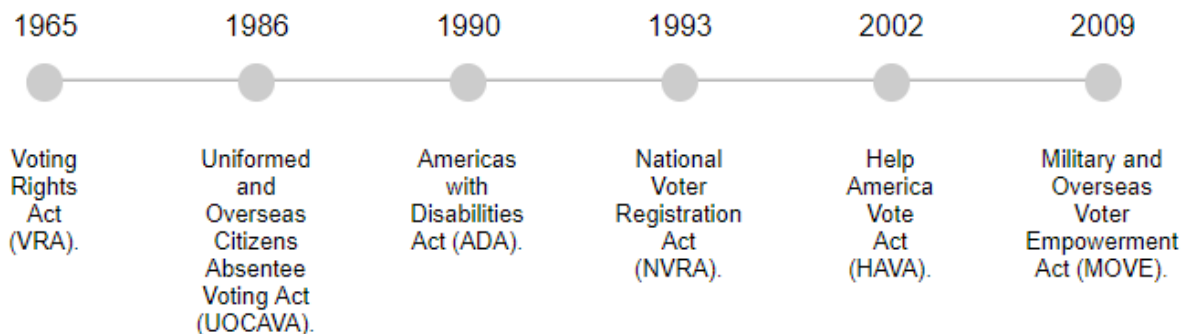 1965 1986 1990 1993 2002 2009
Voting
Rights
Act
(VRA).
Uniformed
and
Overseas
Citizens
Absentee
Voting Act
(UOCAVA).
Americas
with
Disabilities
Act (ADA).
National
Voter
Registration
Act
(NVRA).
Help
America
Vote
Act
(HAVA).
Military and
Overseas
Voter
Empowerment
Act (MOVE).